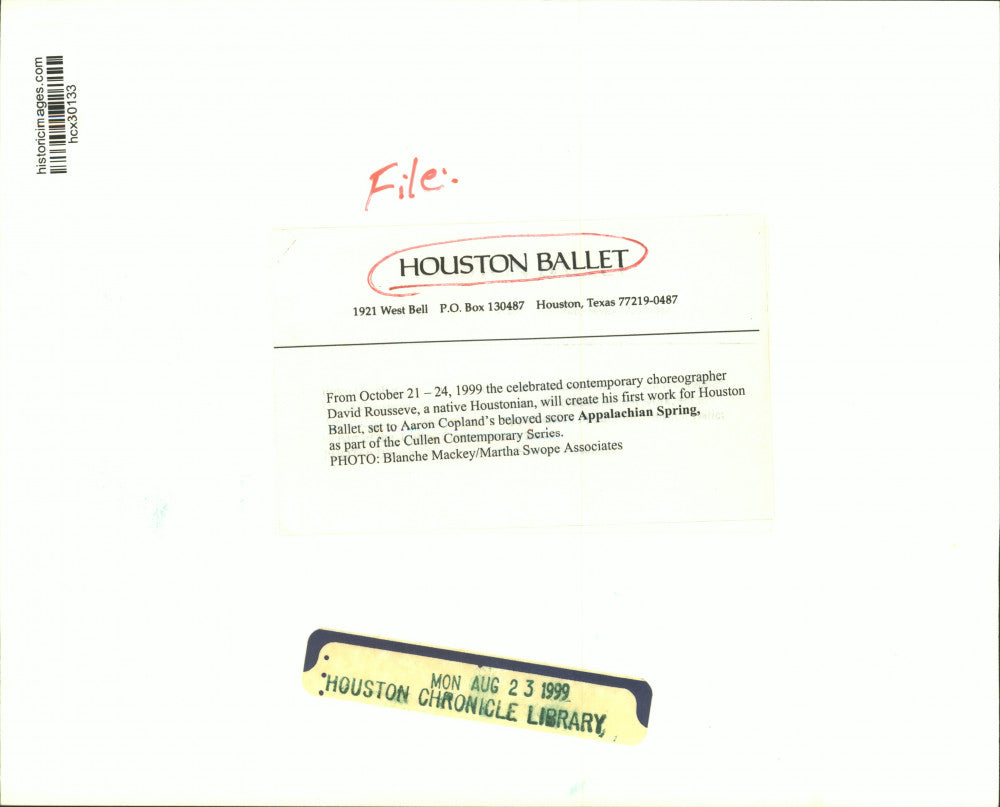 historicimages.com
hcx30133
File:
HOUSTON BALLET
1921 West Bell P.O. Box 130487 Houston, Texas 77219-0487
From October 21 – 24, 1999 the celebrated contemporary choreographer
David Rousseve, a native Houstonian, will create his first work for Houston
Ballet, set to Aaron Copland's beloved score Appalachian Spring,
as part of the Cullen Contemporary Series.
PHOTO: Blanche Mackey/Martha Swope Associates
MON AUG 23 1999
HOUSTON CHRONICLE LIBRARY